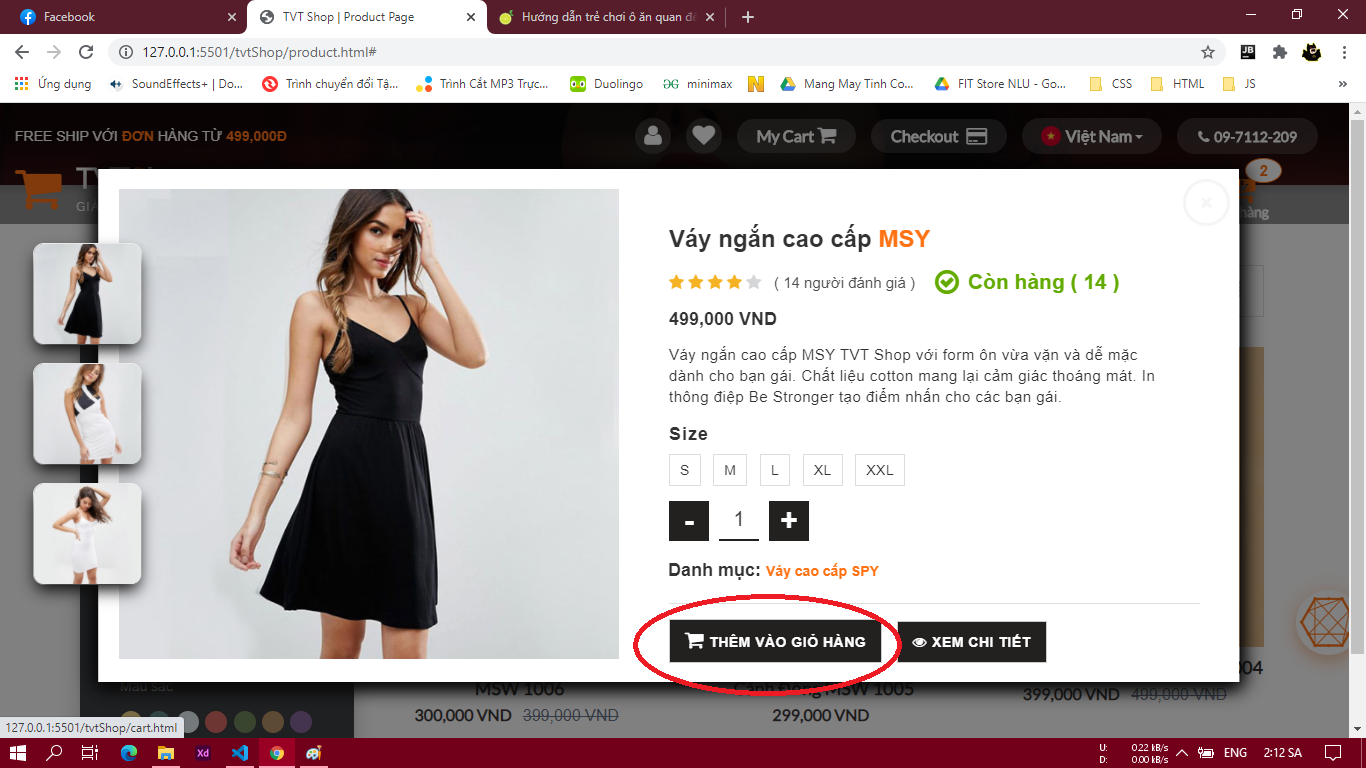 Facebook
TVT Shop | Product Page
Hướng dẫn trẻ chơi ô ăn quan đế
127.0.0.1:5501/tvtShop/product.html#
Ứng dụng
SoundEffects+ | Do...
Trình chuyển đổi Tậ...
Trình Cắt MP3 Trực...
Duolingo
minimax
Mang May Tinh Co...
FIT Store NLU - Go...
CSS
HTML
JS
»
FREE SHIP VỚI ĐƠN HÀNG TỪ 499,000Đ
My Cart
Checkout
Việt Nam
09-7112-209
2
Váy ngắn cao cấp MSY
( 14 người đánh giá )
Còn hàng ( 14 )
499,000 VND
Váy ngắn cao cấp MSY TVT Shop với form ôn vừa vặn và dễ mặc
dành cho bạn gái. Chất liệu cotton mang lại cảm giác thoáng mát. In
thông điệp Be Stronger tạo điểm nhấn cho các bạn gái.
Size
S M L XL XXL
- 1 +
Danh mục: Váy cao cấp SPY
THÊM VÀO GIỎ HÀNG
XEM CHI TIẾT
Màu sắc
MSW 1006
Cánh Đồng MSW 1005
300,000 VND 399,000 VND
299,000 VND
399,000 VND 499,000 VND
127.0.0.1:5501/tvtShop/cart.html
U: 0.22 kB/s
D: 0.00 kB/s
ENG
2:12 SA